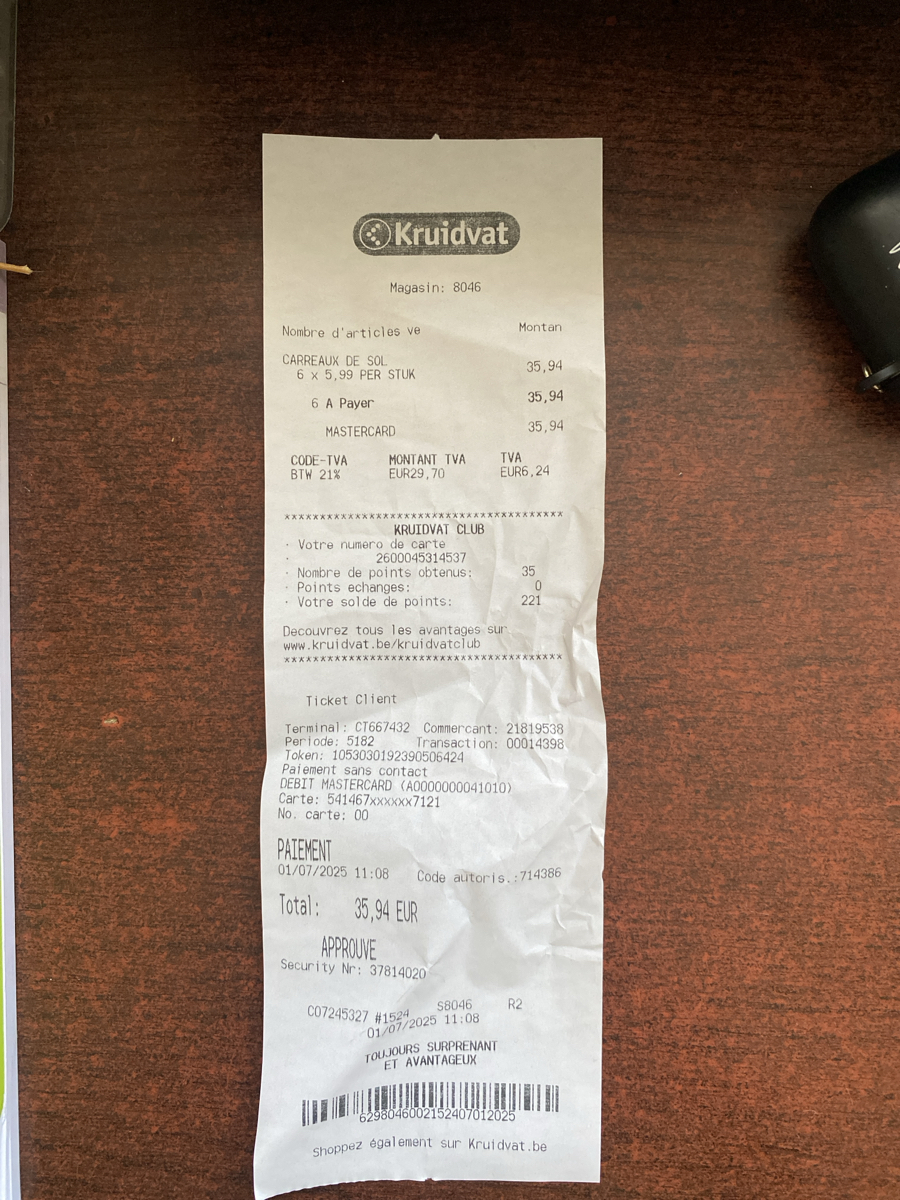 Kruidvat
Magasin: 8046
Nombre d'articles ve Montan
CARREAUX DE SOL 35,94
6 x 5,99 PER STUK
6 A Payer 35,94
MASTERCARD 35,94
CODE-TVA MONTANT TVA TVA
BTW 21% EUR29,70 EUR6,24
****************************************
KRUIDVAT CLUB
· Votre numero de carte
· 2600045314537
· Nombre de points obtenus: 35
· Points echanges: 0
· Votre solde de points: 221
Decouvrez tous les avantages sur
www.kruidvat.be/kruidvatclub
****************************************
Ticket Client
Terminal: CT667432 Commercant: 21819538
Periode: 5182 Transaction: 00014398
Token: 1053030192390506424
Paiement sans contact
DEBIT MASTERCARD (A0000000041010)
Carte: 541467xxxxxx7121
No. carte: 00
PAIEMENT
01/07/2025 11:08 Code autoris.:714386
Total: 35,94 EUR
APPROUVE
Security Nr: 37814020
C07245327 #1524 S8046 R2
01/07/2025 11:08
TOUJOURS SURPRENANT
ET AVANTAGEUX
6298046002152407012025
Shoppez également sur Kruidvat.be